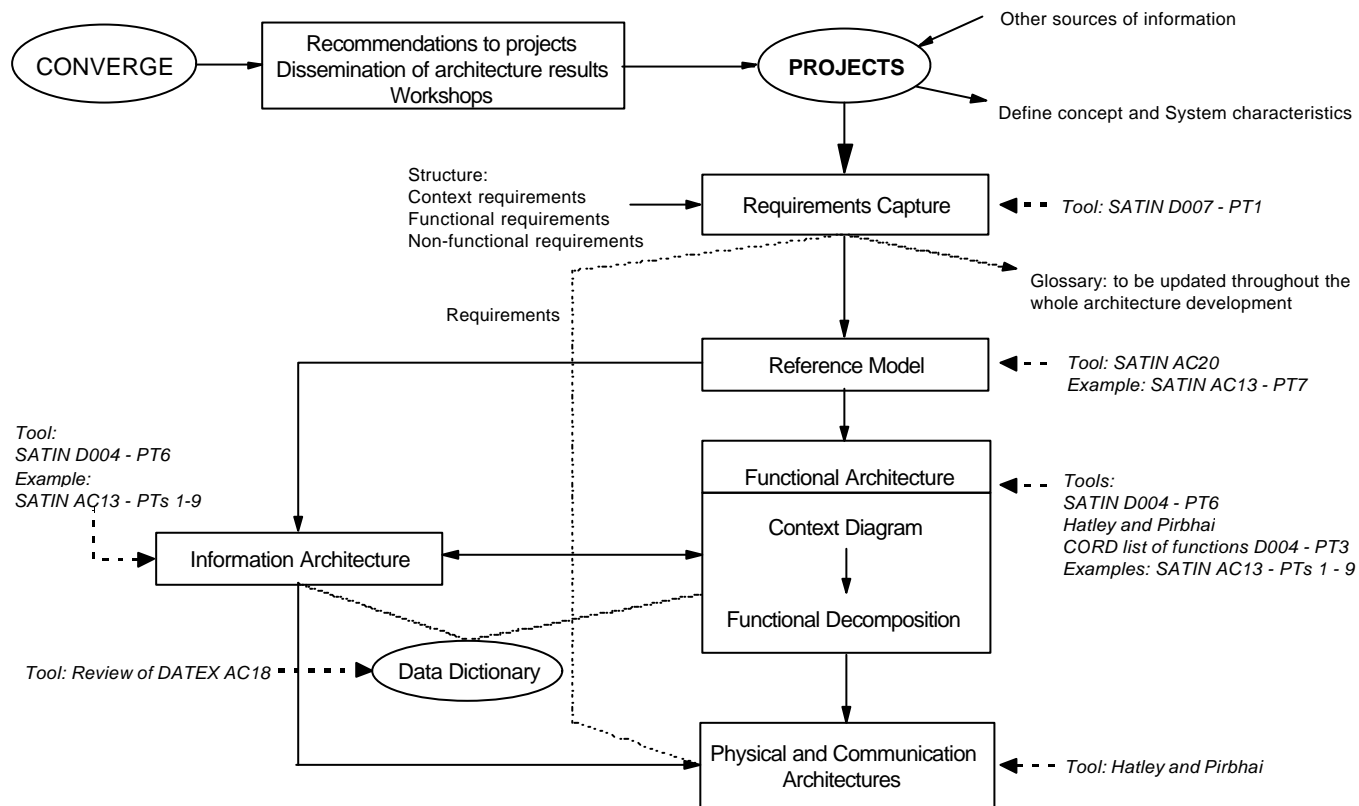 Other sources of information
CONVERGE
Recommendations to projects
Dissemination of architecture results
Workshops
PROJECTS
Define concept and System characteristics
Structure:
Context requirements
Functional requirements
Non-functional requirements
Requirements Capture
Tool: SATIN D007 - PT1
Glossary: to be updated throughout the
whole architecture development
Requirements
Reference Model
Tool: SATIN AC20
Example: SATIN AC13 - PT7
Tool:
SATIN D004 - PT6
Example:
SATIN AC13 - PTs 1-9
Functional Architecture
Tools:
SATIN D004 - PT6
Hatley and Pirbhai
CORD list of functions D004 - PT3
Examples: SATIN AC13 - PTs 1 - 9
Context Diagram
Information Architecture
Functional Decomposition
Tool: Review of DATEX AC18
Data Dictionary
Physical and Communication
Architectures
Tool: Hatley and Pirbhai